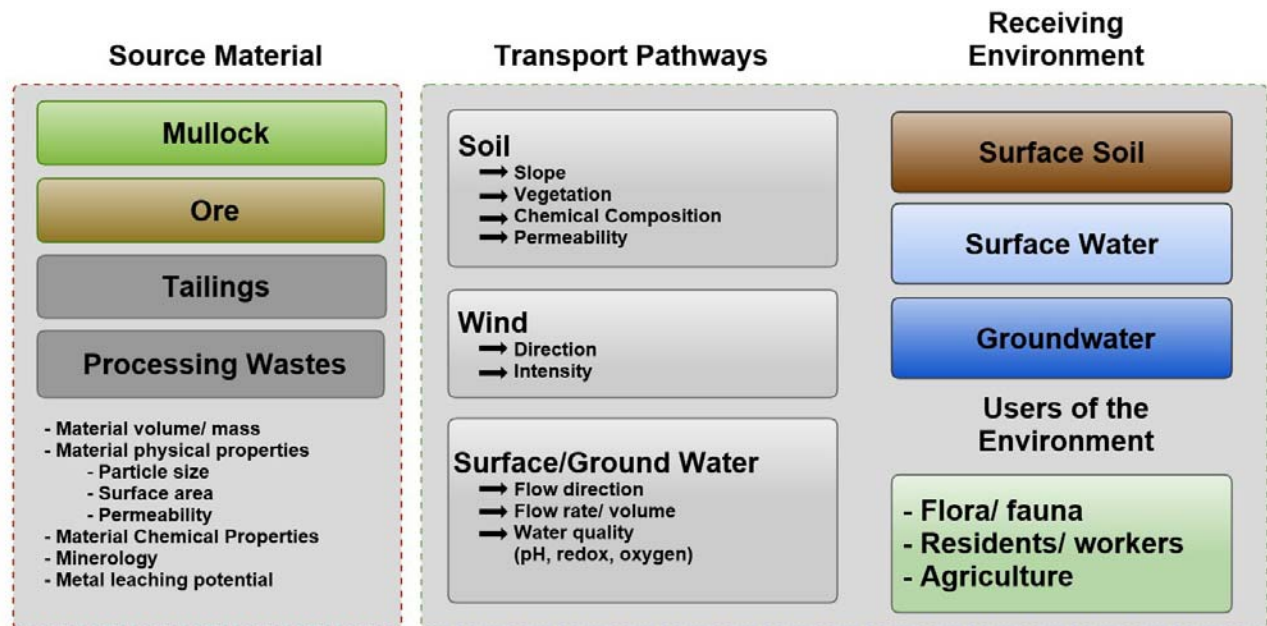 Source Material
Mullock
Ore
Tailings
Processing Wastes
- Material volume/ mass
- Material physical properties
- Particle size
- Surface area
- Permeability
- Material Chemical Properties
- Minerology
- Metal leaching potential
Transport Pathways
Soil
Slope
Vegetation
Chemical Composition
Permeability
Wind
Direction
Intensity
Surface/Ground Water
Flow direction
Flow rate/ volume
Water quality
(pH, redox, oxygen)
Receiving
Environment
Surface Soil
Surface Water
Groundwater
Users of the
Environment
- Flora/ fauna
- Residents/ workers
- Agriculture